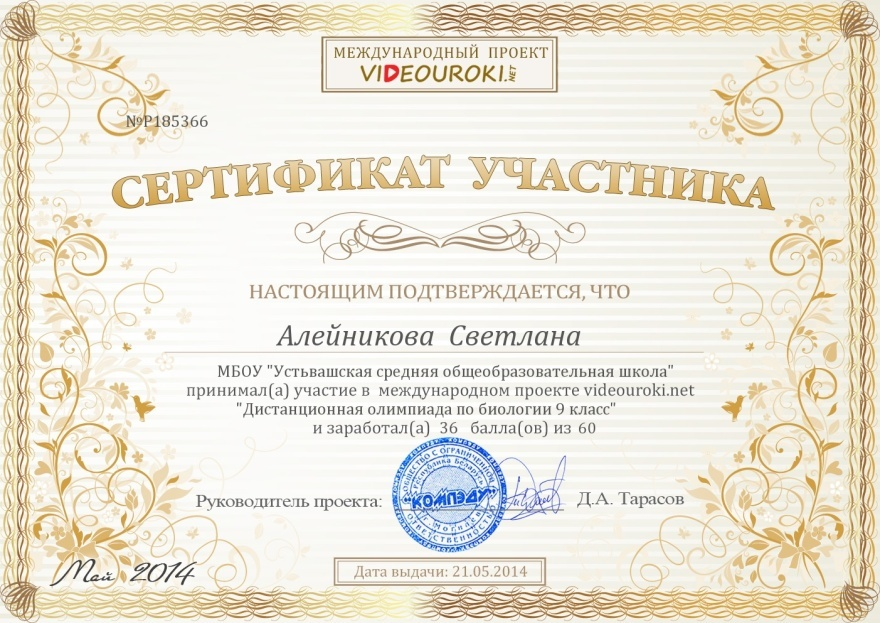 МЕЖДУНАРОДНЫЙ ПРОЕКТ
VIDEOUROKI.NET
№P185366
СЕРТИФИКАТ УЧАСТНИКА
НАСТОЯЩИМ ПОДТВЕРЖДАЕТСЯ, ЧТО
Алейникова Светлана
МБОУ "Устьвашская средняя общеобразовательная школа"
принимал(а) участие в международном проекте videouroki.net
"Дистанционная олимпиада по биологии 9 класс"
и заработал(а) 36 балла(ов) из 60
ОБЩЕСТВО С ОГРАНИЧЕННОЙ
Республика Беларусь
"КОМПЭДУ"
г. Могилев
ОТВЕТСТВЕННОСТЬЮ
Руководитель проекта:
Д.А. Тарасов
Май 2014
Дата выдачи: 21.05.2014